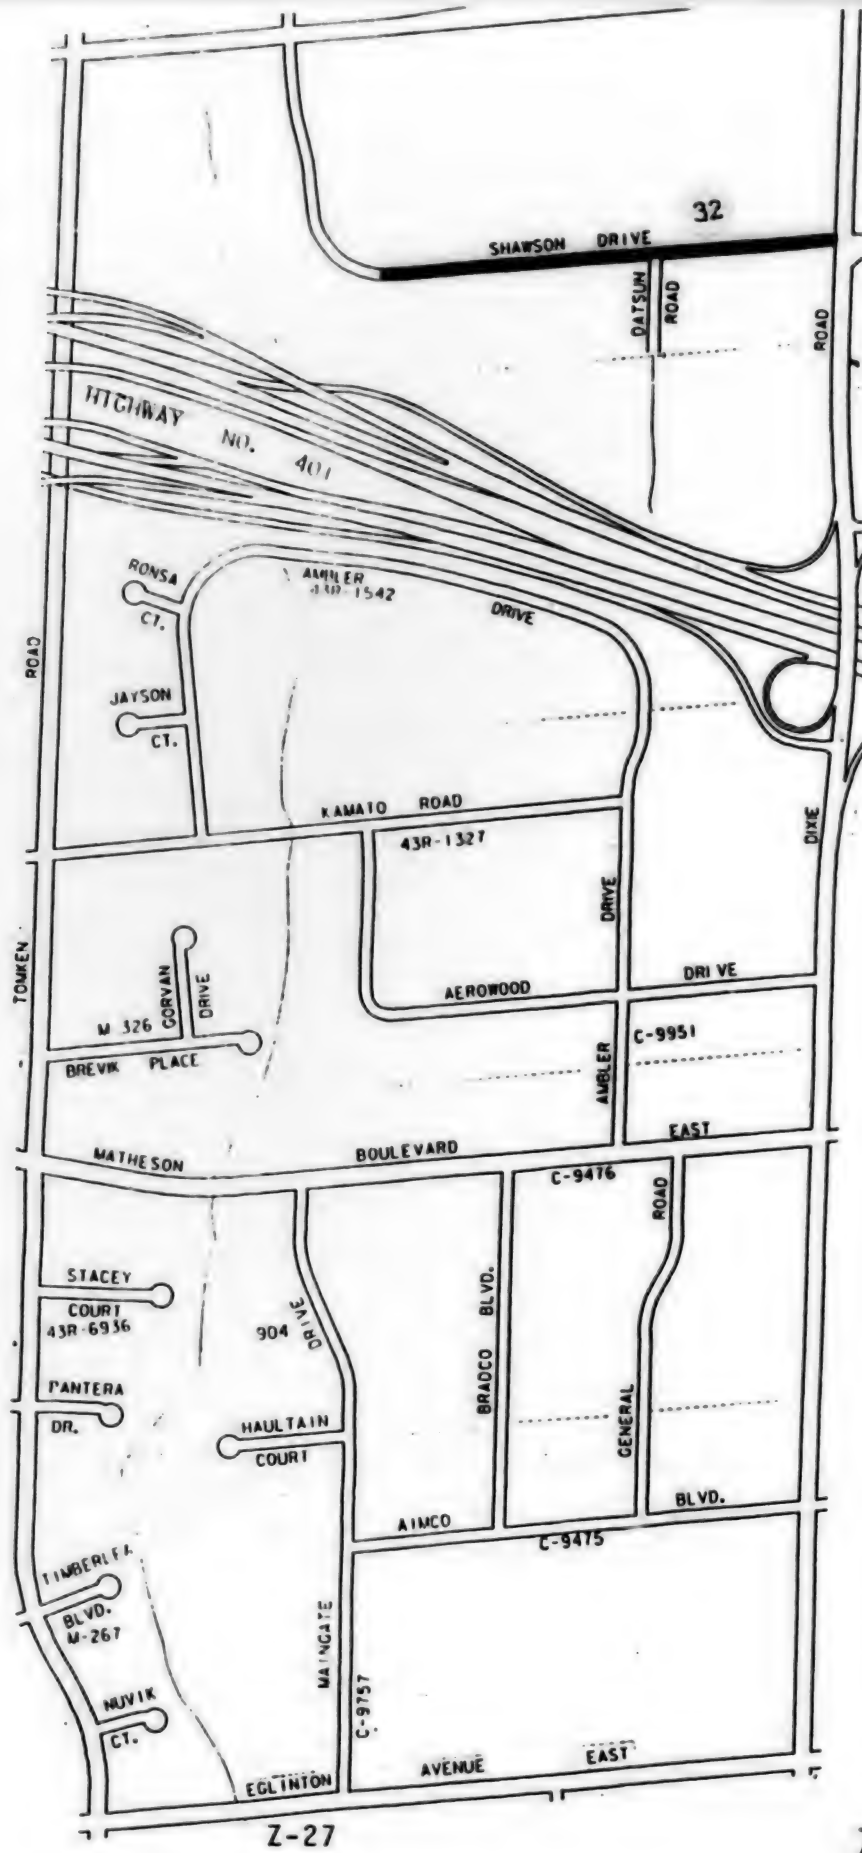 32
SHAWSON DRIVE
DATSUN
ROAD
ROAD
HIGHWAY NO. 401
RONSA
CT.
AMBLER
43R-1542
DRIVE
ROAD
JAYSON
CT.
KAMATO ROAD
43R-1327
DIXIE
DRIVE
TOMKEN
GORVAN
DRIVE
AEROWOOD DRIVE
M 326
BREVIK PLACE
AMBLER
C-9951
MATHESON BOULEVARD EAST
C-9476
ROAD
STACEY
COURT
43R-6936
904
DRIVE
BRADCO BLVD.
PANTERA
DR.
HAULTAIN
COURT
GENERAL
AIMCO BLVD.
C-9475
TIMBERLEA
BLVD.
M-267
MAINGATE
C-9757
NUVIK
CT.
EGLINTON AVENUE EAST
Z-27